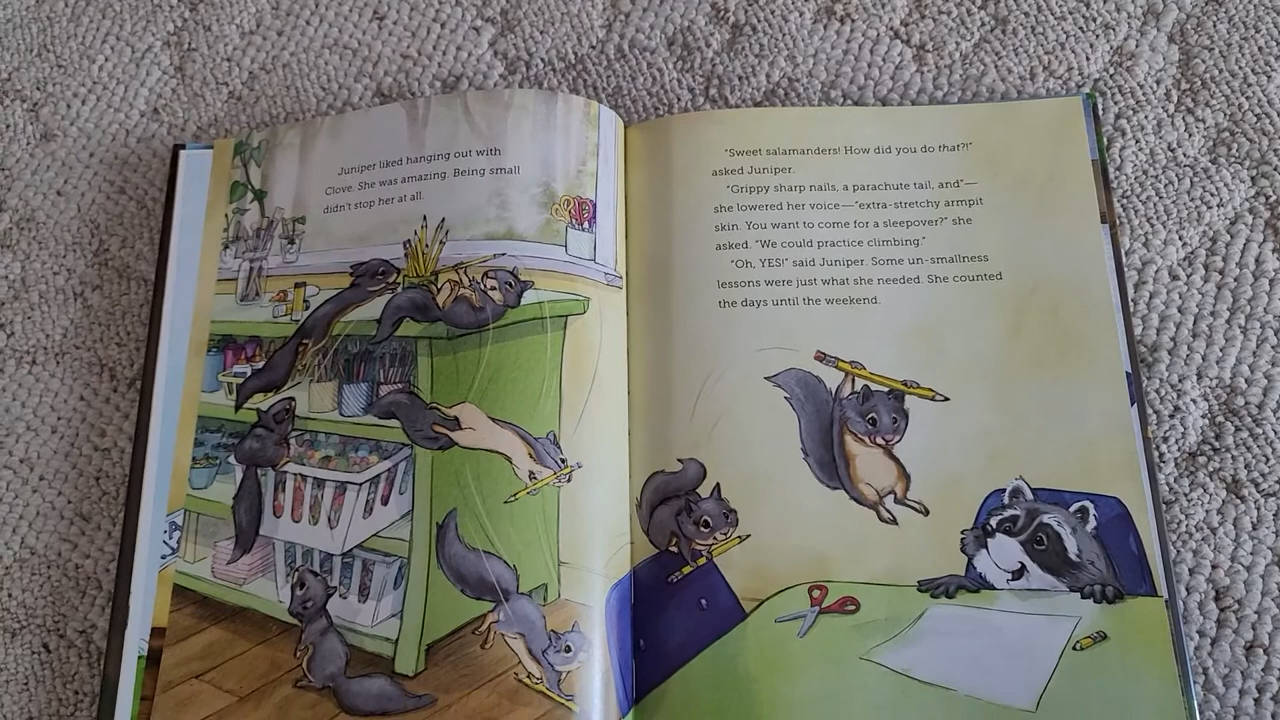 Juniper liked hanging out with
Clove. She was amazing. Being small
didn't stop her at all.
"Sweet salamanders! How did you do that?!"
asked Juniper.
"Grippy sharp nails, a parachute tail, and"—
she lowered her voice—"extra-stretchy armpit
skin. You want to come for a sleepover?" she
asked. "We could practice climbing."
"Oh, YES!" said Juniper. Some un-smallness
lessons were just what she needed. She counted
the days until the weekend.